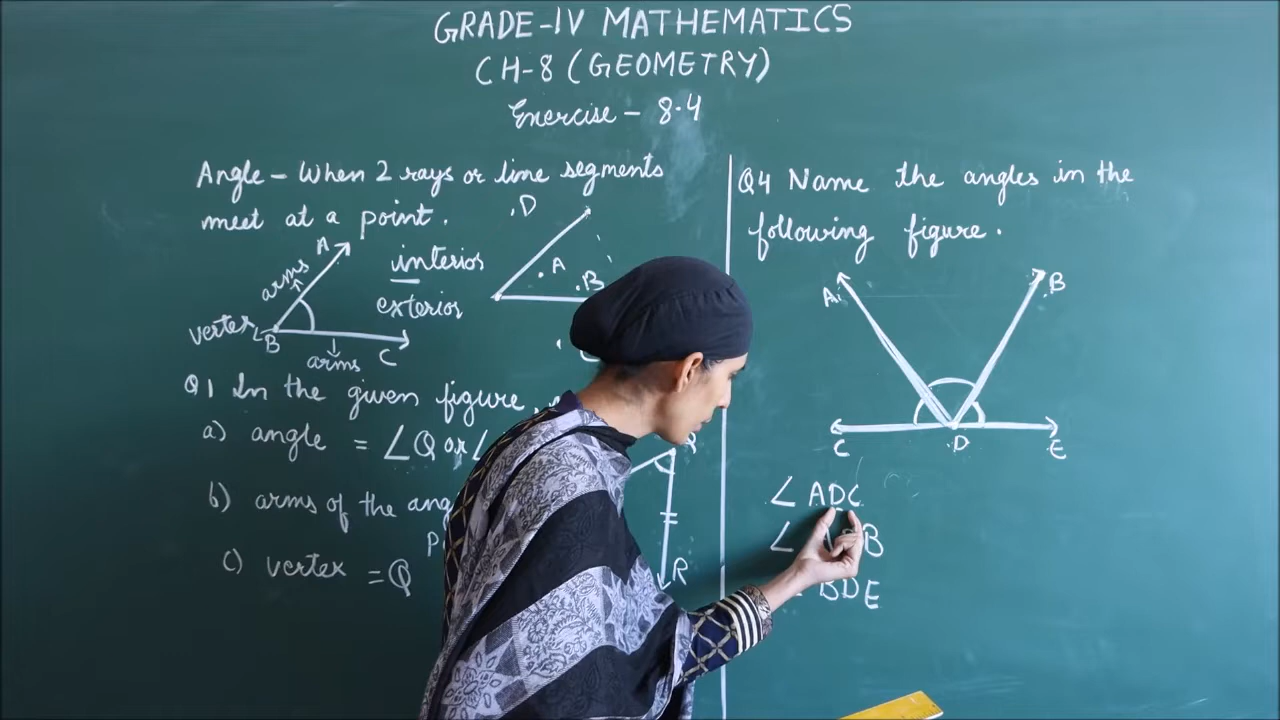 GRADE-IV MATHEMATICS
CH-8 (GEOMETRY)
Exercise - 8.4
Angle - When 2 rays or line segments
meet at a point.
.D
A
arms
interior
exterior
.A
.B
vertex
B
arms
C
Q1 In the given figure,
a) angle = ∠Q or ∠
b) arms of the ang
P
c) vertex = Q
R
Q4 Name the angles in the
following figure.
A.
.B
C
.D
E
∠ ADC
∠ B
BDE